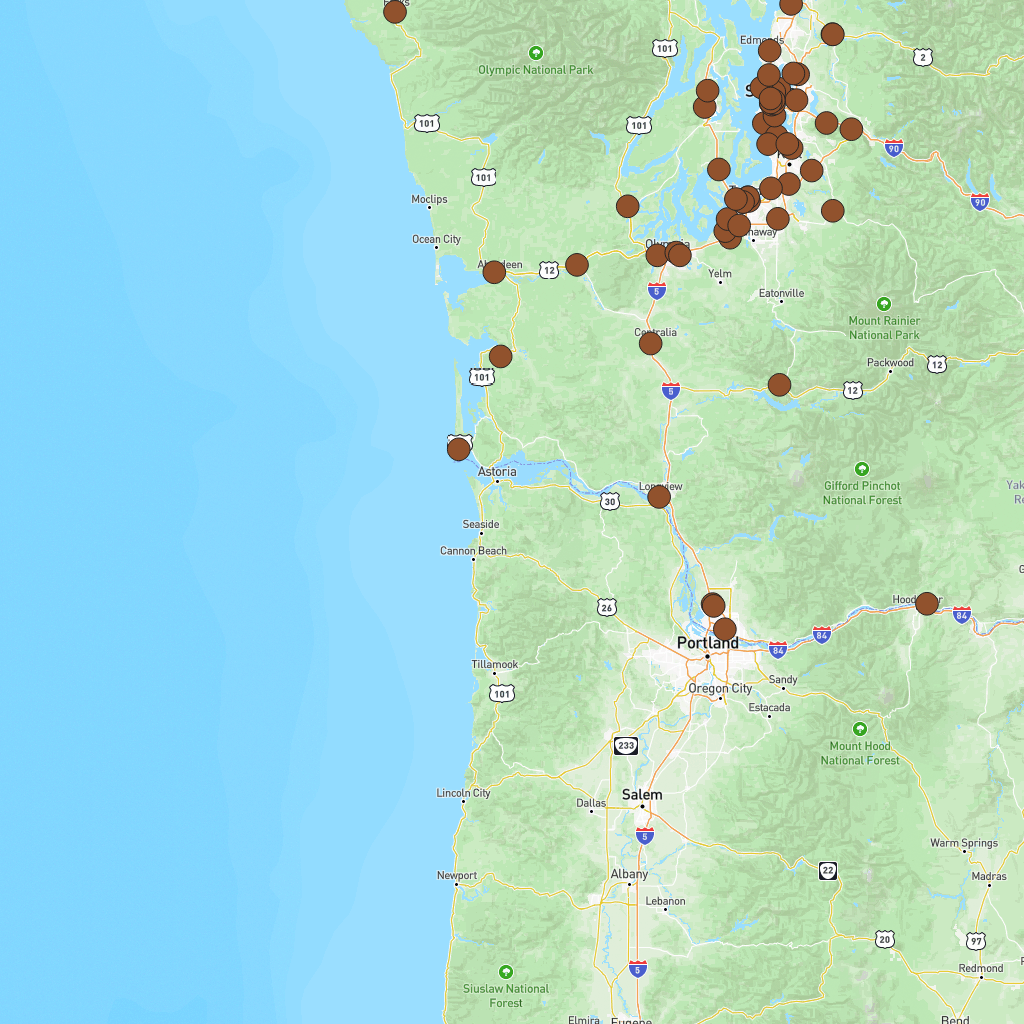 101
Edmonds
2
Olympic National Park
101
101
90
101
Moclips
90
Ocean City
12
Yelm
5
Eatonville
Mount Rainier
National Park
Centralia
Packwood
12
101
5
12
Astoria
Gifford Pinchot
National Forest
Longview
30
Seaside
Cannon Beach
26
84
84
Portland
84
Tillamook
Sandy
101
Oregon City
Estacada
233
Mount Hood
National Forest
Lincoln City
Salem
Dallas
5
Warm Springs
22
Newport
Albany
Madras
Lebanon
20
97
5
Redmond
Siuslaw National
Forest
Elmira
Eugene
Bend